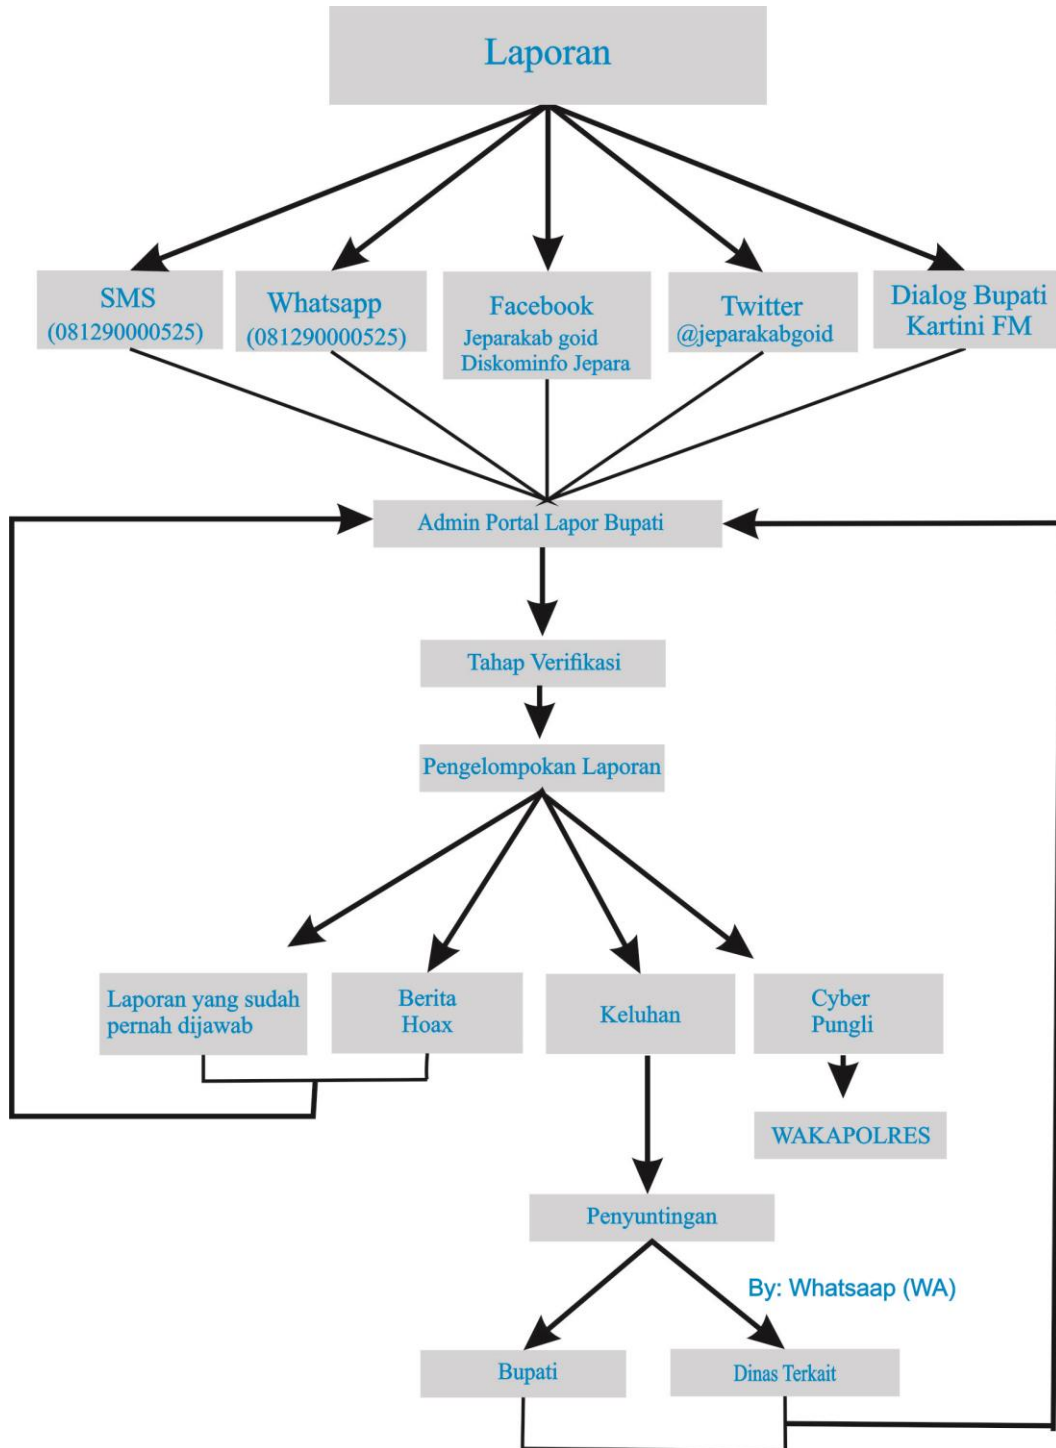 Laporan
SMS
(081290000525)
Whatsapp
(081290000525)
Facebook
Jeparakab goid
Diskominfo Jepara
Twitter
@jeparakabgoid
Dialog Bupati
Kartini FM
Admin Portal Lapor Bupati
Tahap Verifikasi
Pengelompokan Laporan
Laporan yang sudah
pernah dijawab
Berita
Hoax
Keluhan
Cyber
Pungli
WAKAPOLRES
Penyuntingan
By: Whatsaap (WA)
Bupati
Dinas Terkait